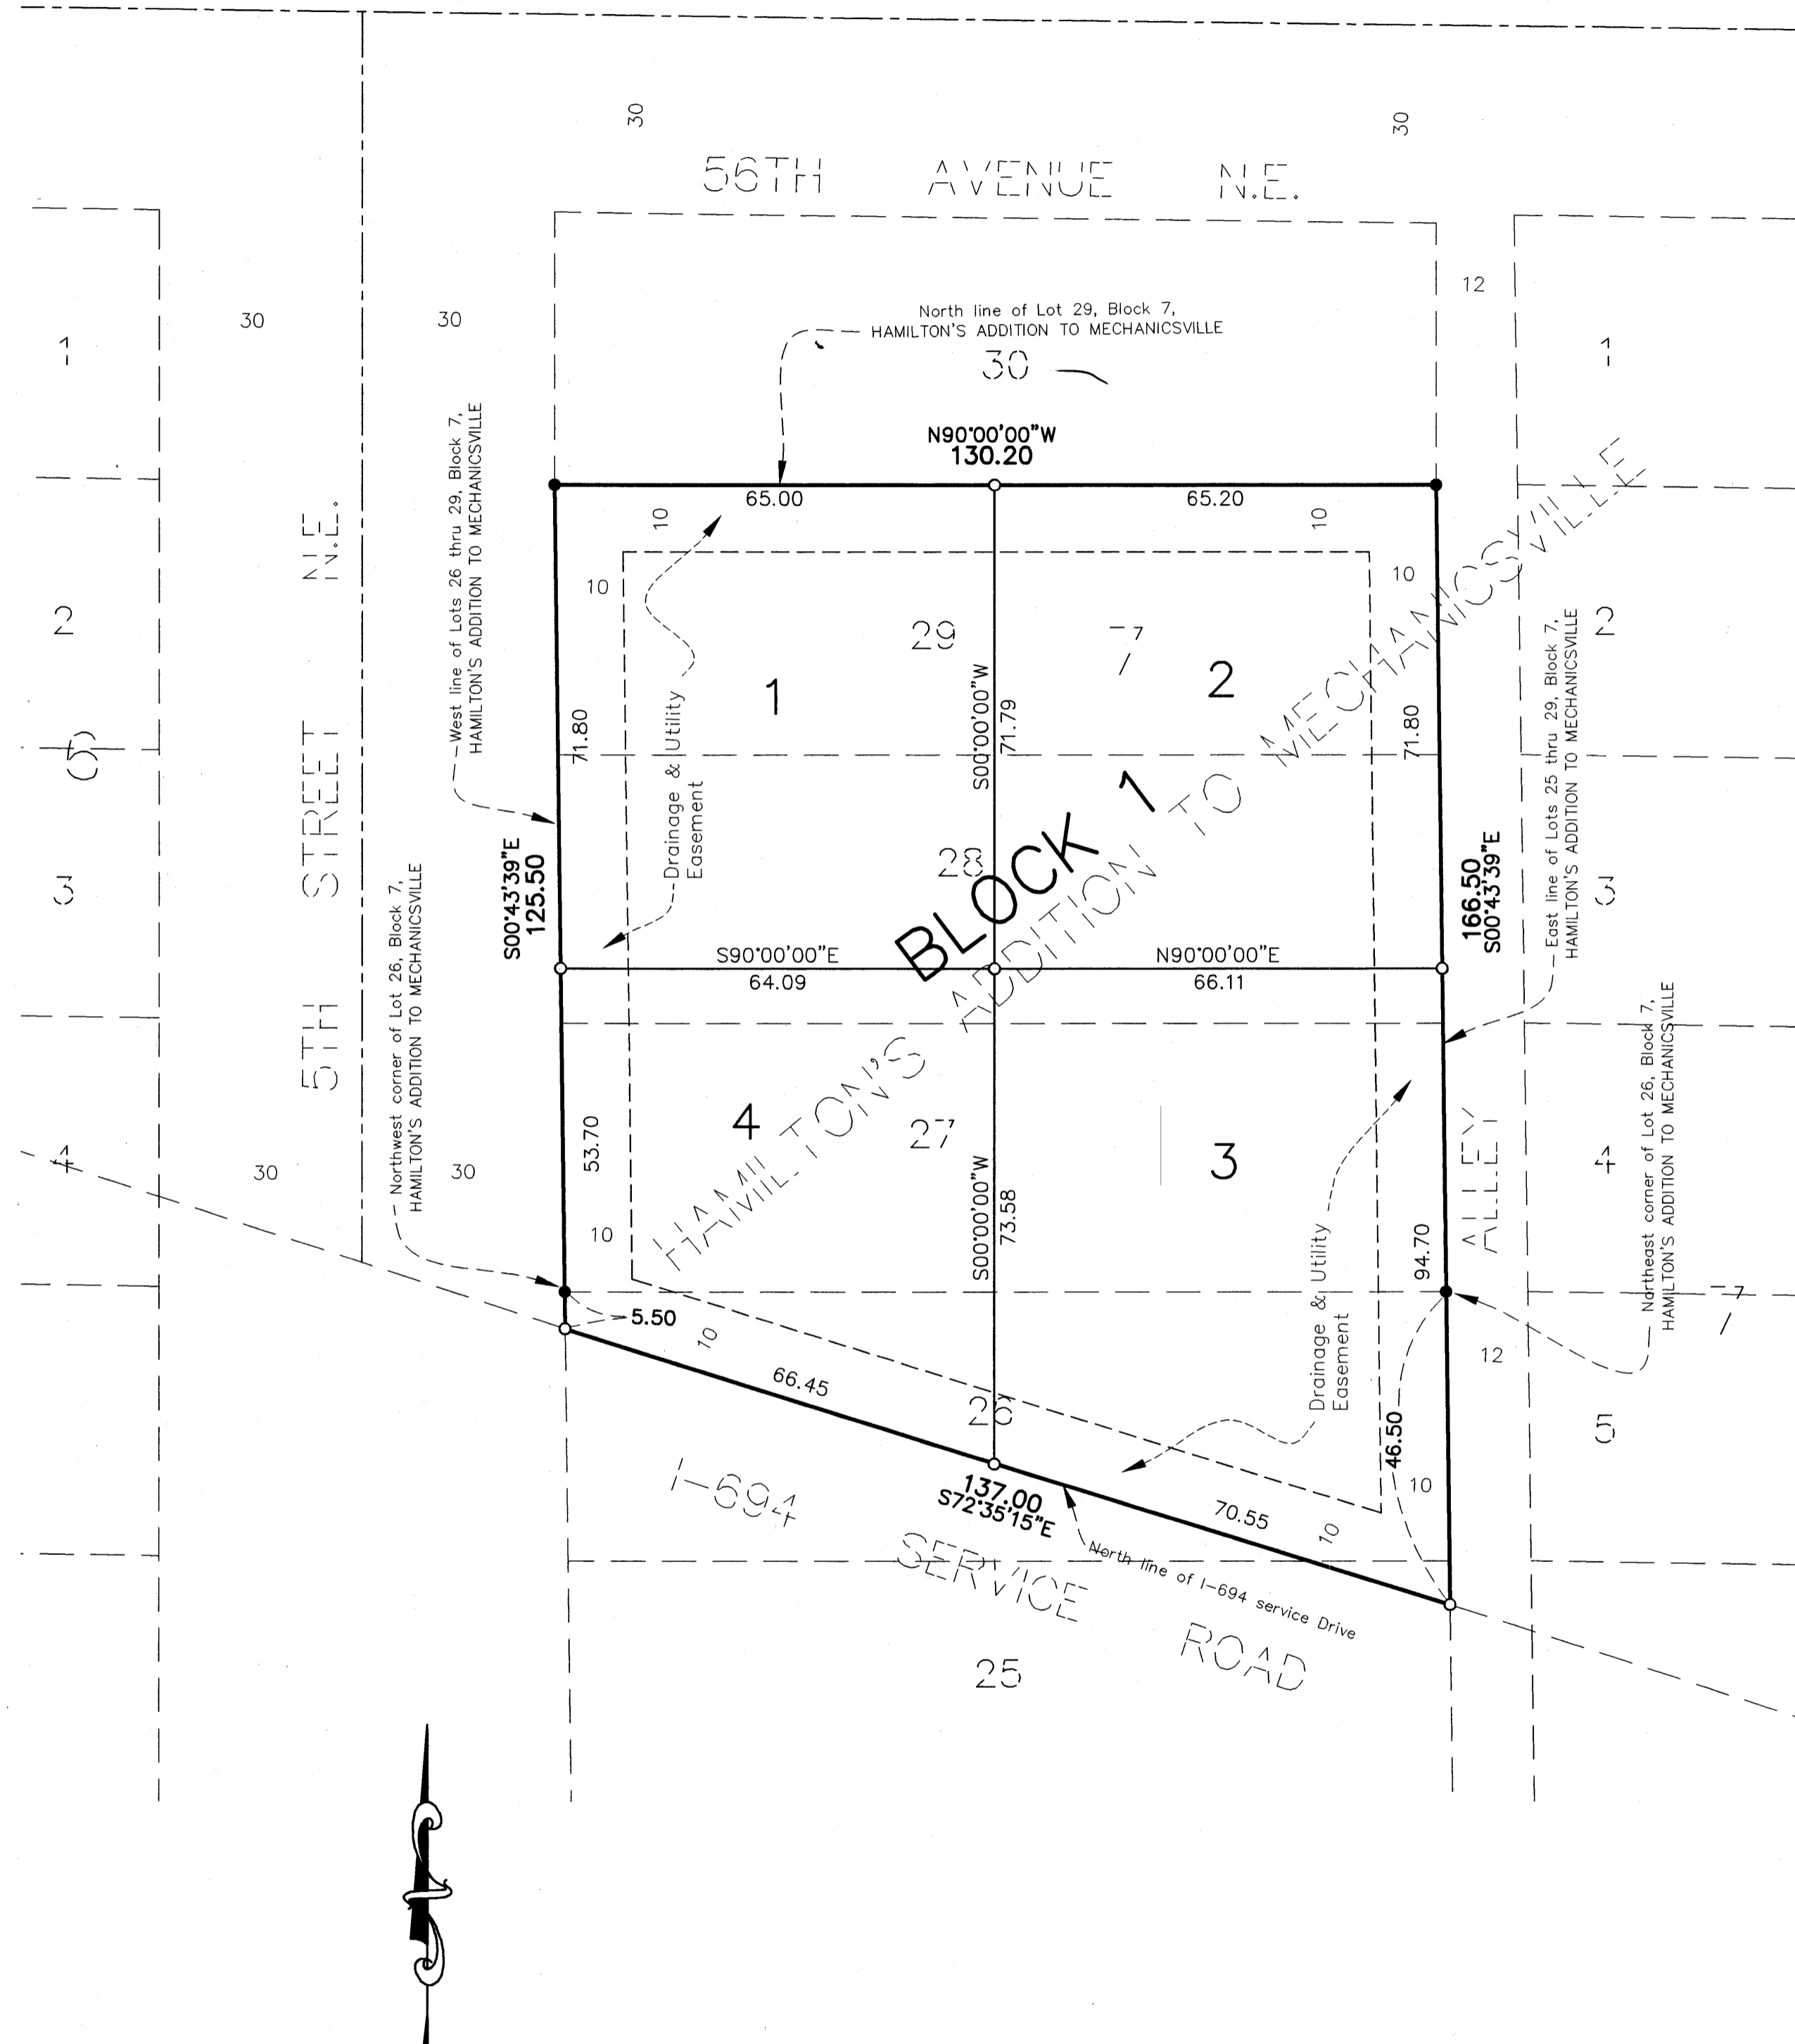 30
30
56TH AVENUE N.E.
12
30
30
North line of Lot 29, Block 7,
HAMILTON'S ADDITION TO MECHANICSVILLE
30
1
1
N90°00'00"W
130.20
65.00
65.20
10
10
10
10
West line of Lots 26 thru 29, Block 7,
HAMILTON'S ADDITION TO MECHANICSVILLE
5TH STREET N.E.
2
29
7
2
1
2
71.80
S00°00'00"W
71.79
71.80
(5)
Drainage & Utility
Easement
East line of Lots 25 thru 29, Block 7,
HAMILTON'S ADDITION TO MECHANICSVILLE
BLOCK 1
HAMILTON'S ADDITION TO MECHANICSVILLE
28
3
3
S00°43'39"E
125.50
166.50
S00°43'39"E
S90°00'00"E
64.09
N90°00'00"E
66.11
Northwest corner of Lot 26, Block 7,
HAMILTON'S ADDITION TO MECHANICSVILLE
Northeast corner of Lot 26, Block 7,
HAMILTON'S ADDITION TO MECHANICSVILLE
4
27
3
4
4
53.70
S00°00'00"W
73.58
94.70
ALLEY
30
30
10
Drainage & Utility
Easement
5.50
10
12
7
66.45
26
46.50
5
10
I-694 SERVICE ROAD
137.00
S72°35'15"E
70.55
10
North line of I-694 service Drive
25